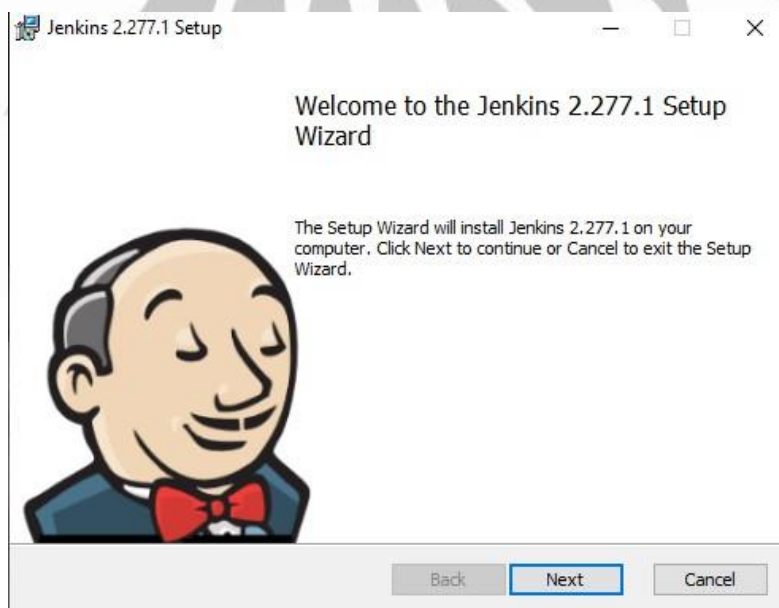 Jenkins 2.277.1 Setup
Welcome to the Jenkins 2.277.1 Setup
Wizard
The Setup Wizard will install Jenkins 2.277.1 on your
computer. Click Next to continue or Cancel to exit the Setup
Wizard.
Back Next Cancel